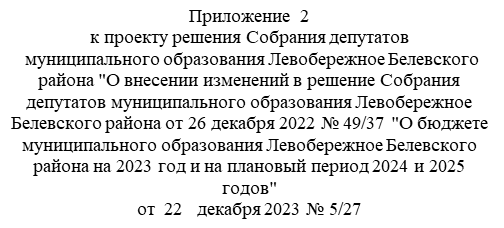 Приложение 2
к проекту решения Собрания депутатов
муниципального образования Левобережное Белевского
района "О внесении изменений в решение Собрания
депутатов муниципального образования Левобережное
Белевского района от 26 декабря 2022 № 49/37 "О бюджете
муниципального образования Левобережное Белевского
района на 2023 год и на плановый период 2024 и 2025
годов"
от 22 декабря 2023 № 5/27